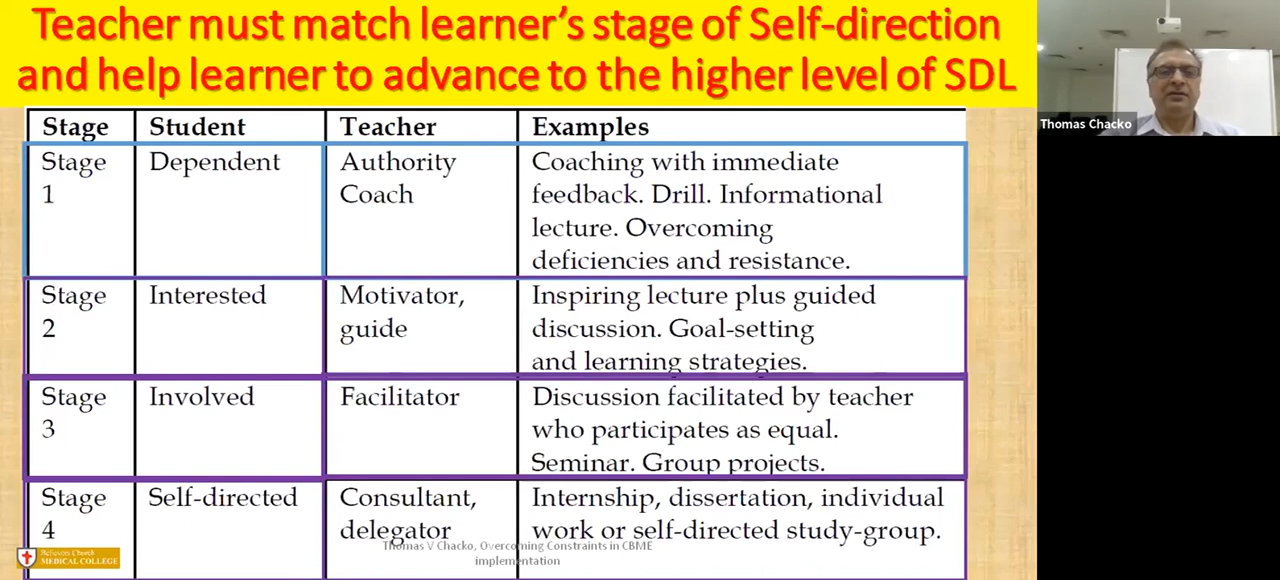 Teacher must match learner's stage of Self-direction
and help learner to advance to the higher level of SDL
Thomas Chacko
Stage Student Teacher Examples
Stage 1
Dependent
Authority
Coach
Coaching with immediate
feedback. Drill. Informational
lecture. Overcoming
deficiencies and resistance.
Stage 2
Interested
Motivator,
guide
Inspiring lecture plus guided
discussion. Goal-setting
and learning strategies.
Stage 3
Involved
Facilitator
Discussion facilitated by teacher
who participates as equal.
Seminar. Group projects.
Stage 4
Self-directed
Consultant,
delegator
Internship, dissertation, individual
work or self-directed study-group.
Believers Church
MEDICAL COLLEGE
Thomas V Chacko, Overcoming Constraints in CBME
implementation